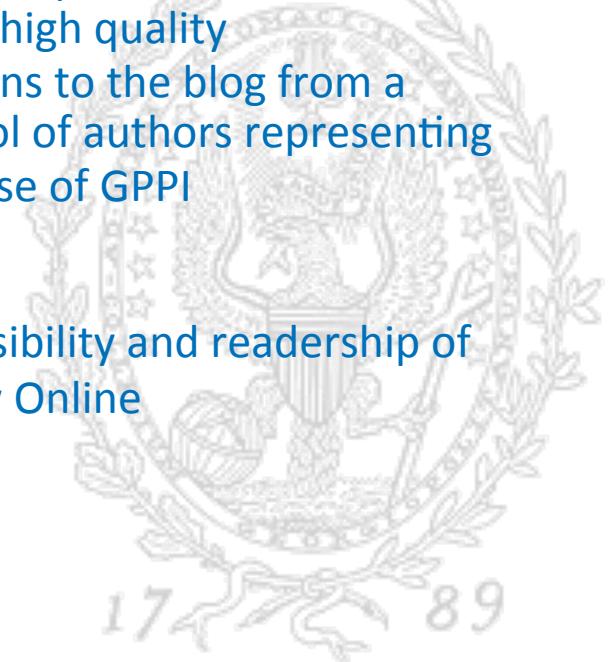 high quality
ns to the blog from a
ol of authors representing
se of GPPI
sibility and readership of
Online
17 89